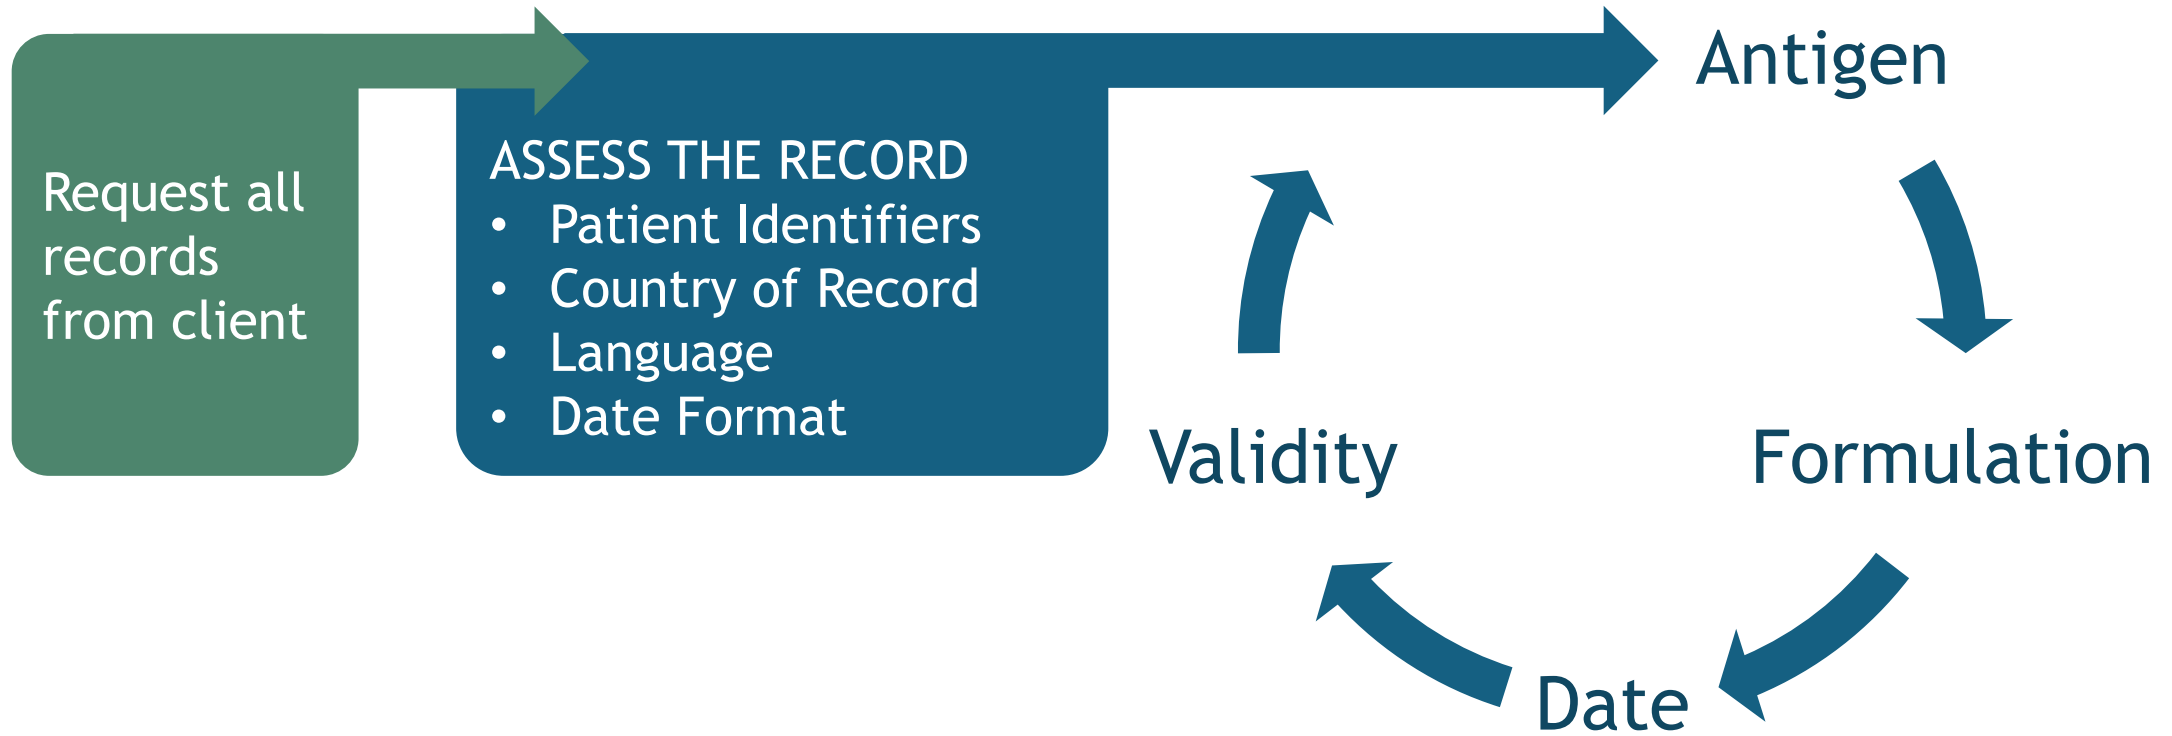 Request all
records
from client
ASSESS THE RECORD
• Patient Identifiers
• Country of Record
• Language
• Date Format
Antigen
Formulation
Date
Validity